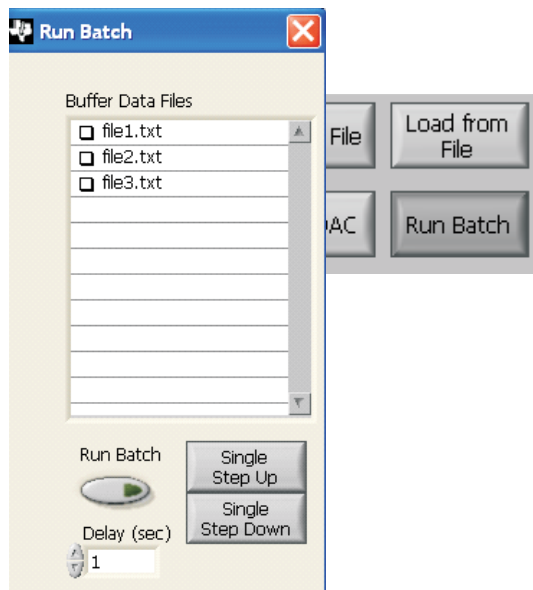 Run Batch
Buffer Data Files
file1.txt
file2.txt
file3.txt
Run Batch
Single
Step Up
Single
Step Down
Delay (sec)
1
File
Load from
File
Run Batch